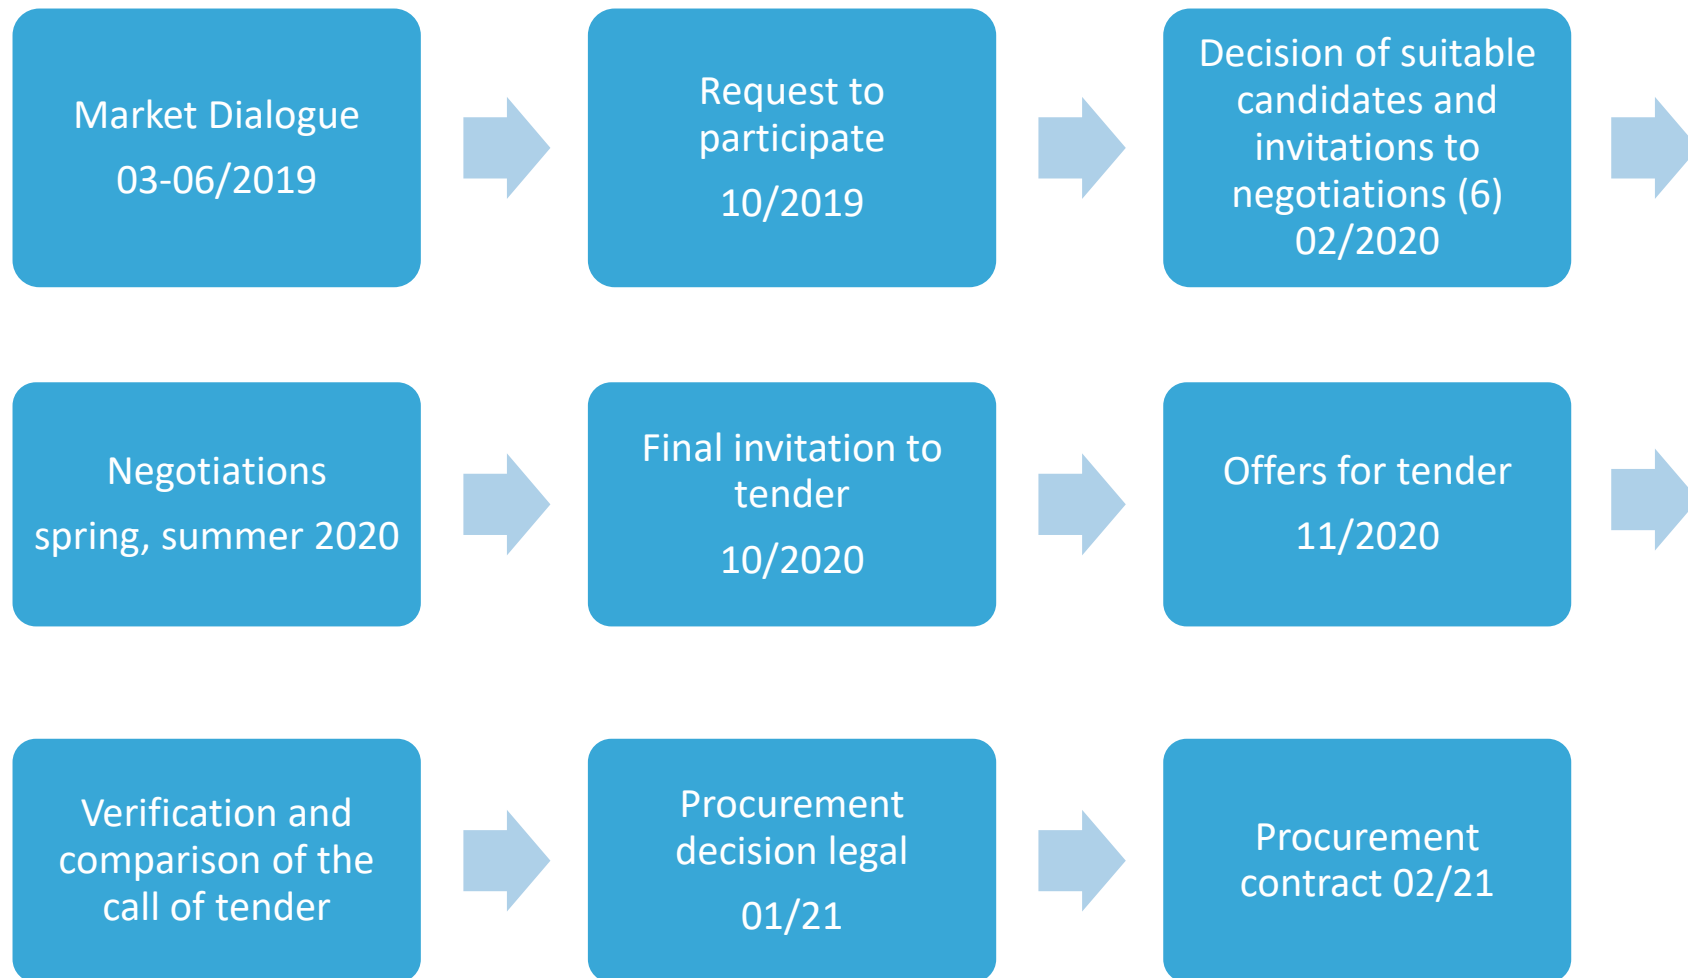 Market Dialogue
03-06/2019
Request to
participate
10/2019
Decision of suitable
candidates and
invitations to
negotiations (6)
02/2020
Negotiations
spring, summer 2020
Final invitation to
tender
10/2020
Offers for tender
11/2020
Verification and
comparison of the
call of tender
Procurement
decision legal
01/21
Procurement
contract 02/21